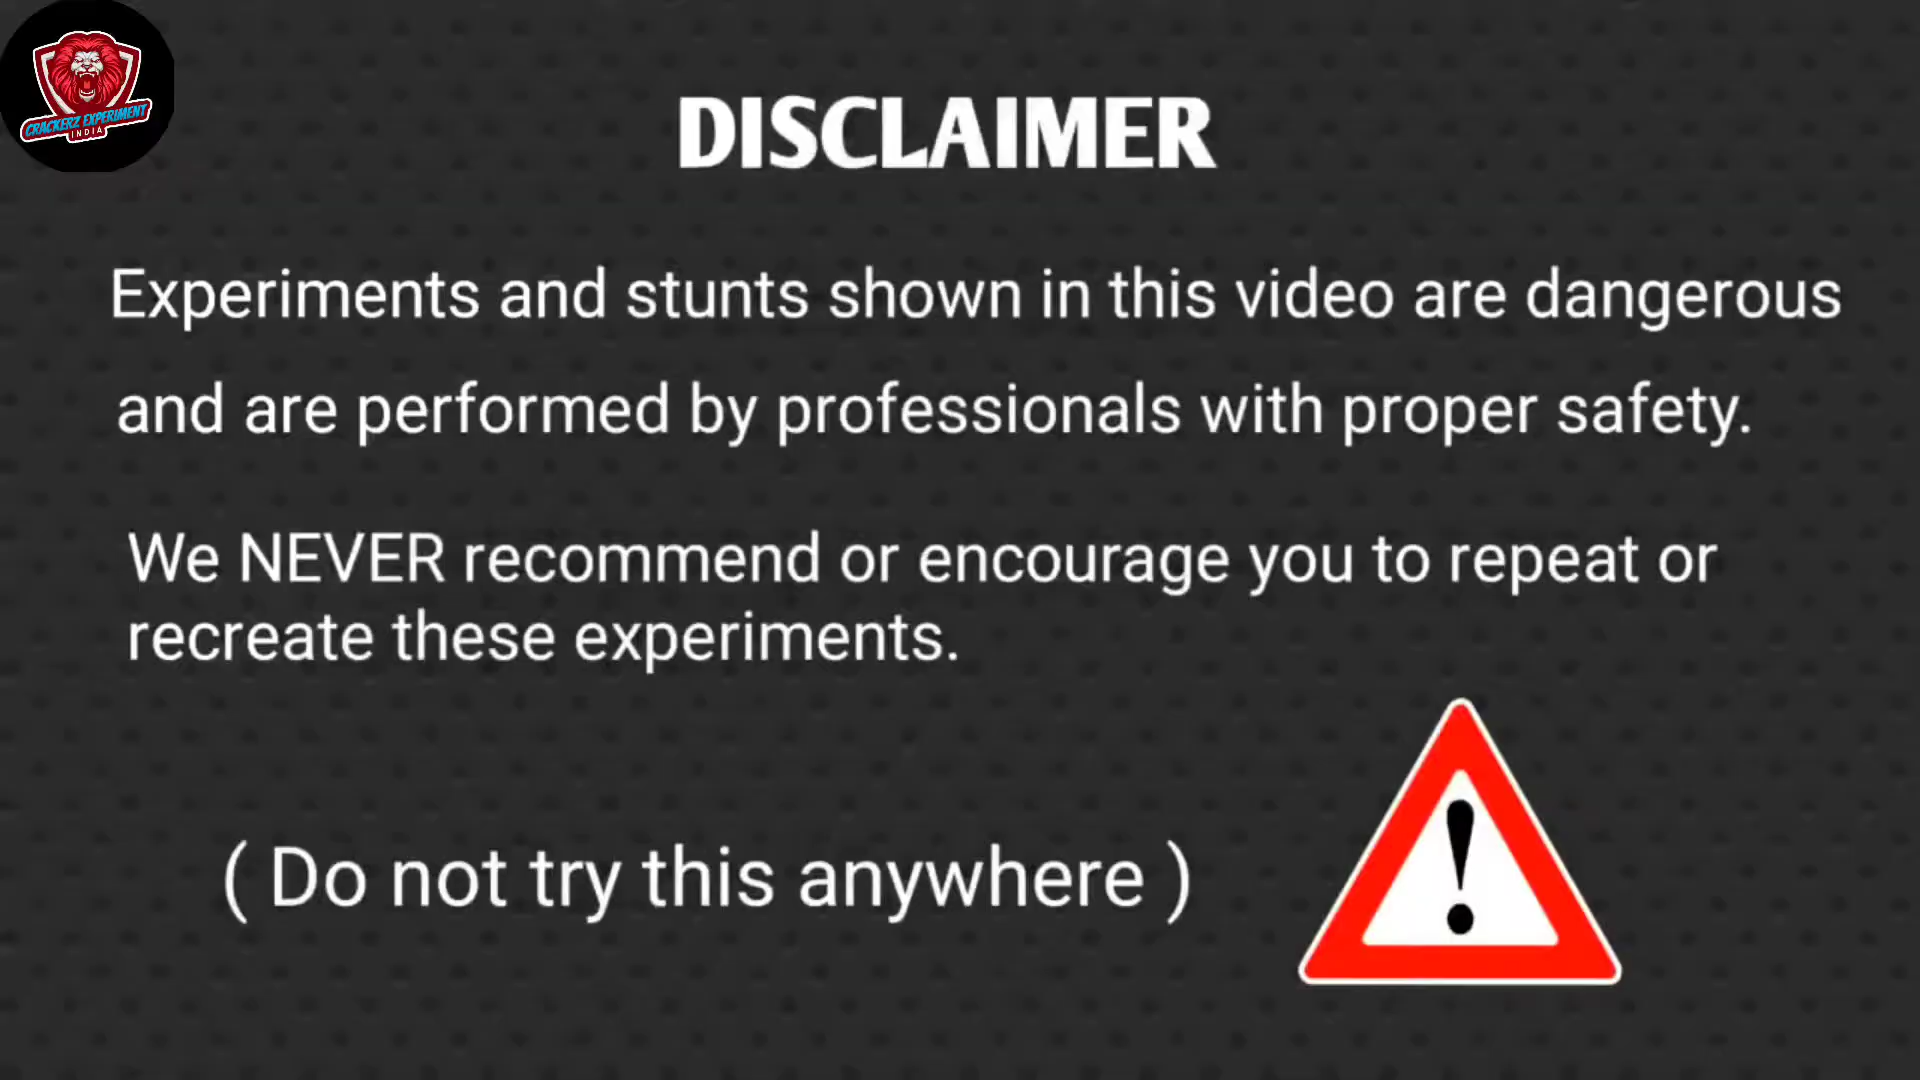 CRACKERZ EXPERIMENT
INDIA
DISCLAIMER
Experiments and stunts shown in this video are dangerous
and are performed by professionals with proper safety.
We NEVER recommend or encourage you to repeat or
recreate these experiments.
( Do not try this anywhere )
!